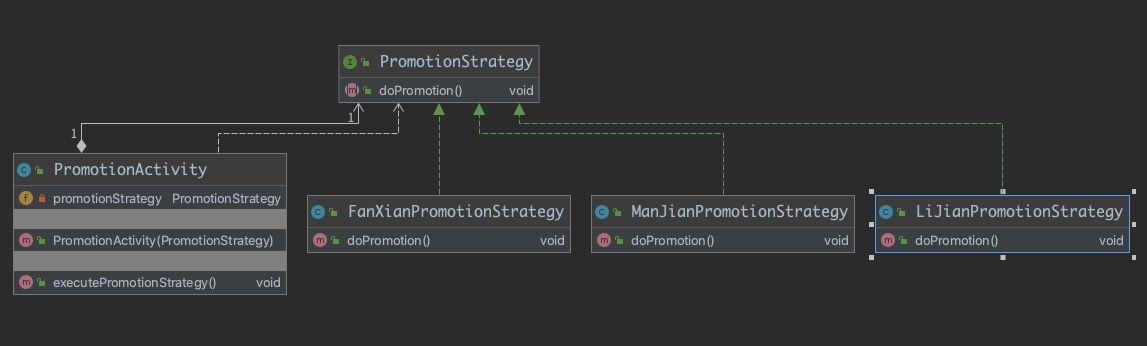 I PromotionStrategy
m doPromotion() void
1
1
C PromotionActivity
f promotionStrategy PromotionStrategy
m PromotionActivity(PromotionStrategy)
m executePromotionStrategy() void
C FanXianPromotionStrategy
m doPromotion() void
C ManJianPromotionStrategy
m doPromotion() void
C LiJianPromotionStrategy
m doPromotion() void